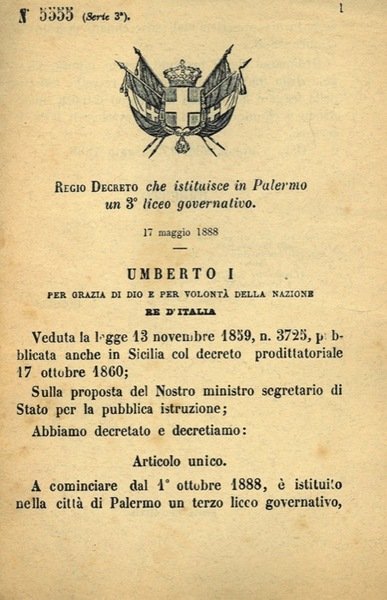 N 5555 (Serie 3ª).
1
REGIO DECRETO che istituisce in Palermo
un 3° liceo governativo.
17 maggio 1888
UMBERTO I
PER GRAZIA DI DIO E PER VOLONTÀ DELLA NAZIONE
RE D'ITALIA
Veduta la legge 13 novembre 1859, n. 3725, pub-
blicata anche in Sicilia col decreto prodittatoriale
17 ottobre 1860;
Sulla proposta del Nostro ministro segretario di
Stato per la pubblica istruzione;
Abbiamo decretato e decretiamo:
Articolo unico.
A cominciare dal 1° ottobre 1888, è istituito
nella città di Palermo un terzo liceo governativo,